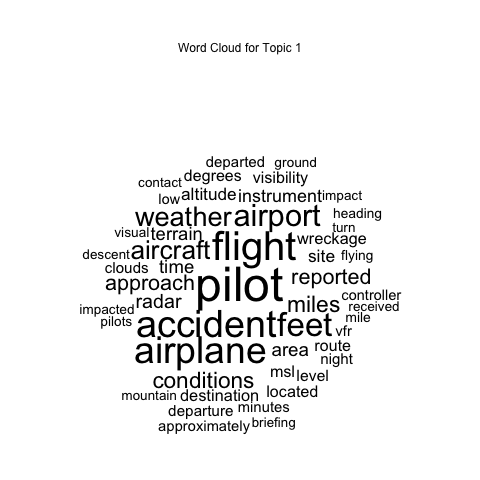 Word Cloud for Topic 1
departed ground
contact degrees visibility
low altitude instrument impact
weather airport heading
visual terrain flight turn
descent aircraft wreckage
clouds time site flying
approach pilot reported
impacted radar miles controller
received
pilots accident feet mile
vfr
airplane area route
night
conditions msl level
mountain destination located
departure minutes
approximately briefing